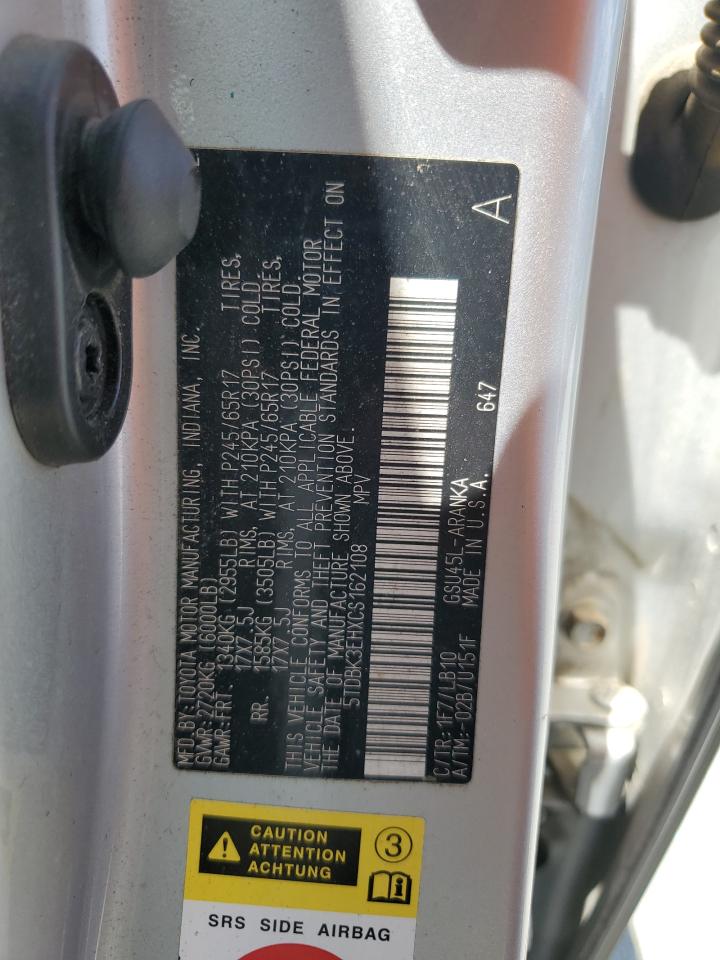 MFD. BY: TOYOTA MOTOR MANUFACTURING, INDIANA, INC.
GVWR: 2720KG (6000LB)
GAWR: FRT. 1340KG (2955LB) WITH P245/65R17 TIRES,
17X7.5J RIMS, AT 210KPA (30PSI) COLD.
RR. 1585KG (3505LB) WITH P245/65R17 TIRES,
17X7.5J RIMS, AT 210KPA (30PSI) COLD.
THIS VEHICLE CONFORMS TO ALL APPLICABLE FEDERAL MOTOR
VEHICLE SAFETY AND THEFT PREVENTION STANDARDS IN EFFECT ON
THE DATE OF MANUFACTURE SHOWN ABOVE.
5TDBK3EHXCS162108 MPV
C/TR: 1F7/LB10 GSU45L-ARANKA
A/TM: -02B/U151F MADE IN U.S.A. 647
A
CAUTION
ATTENTION
ACHTUNG
3
SRS SIDE AIRBAG